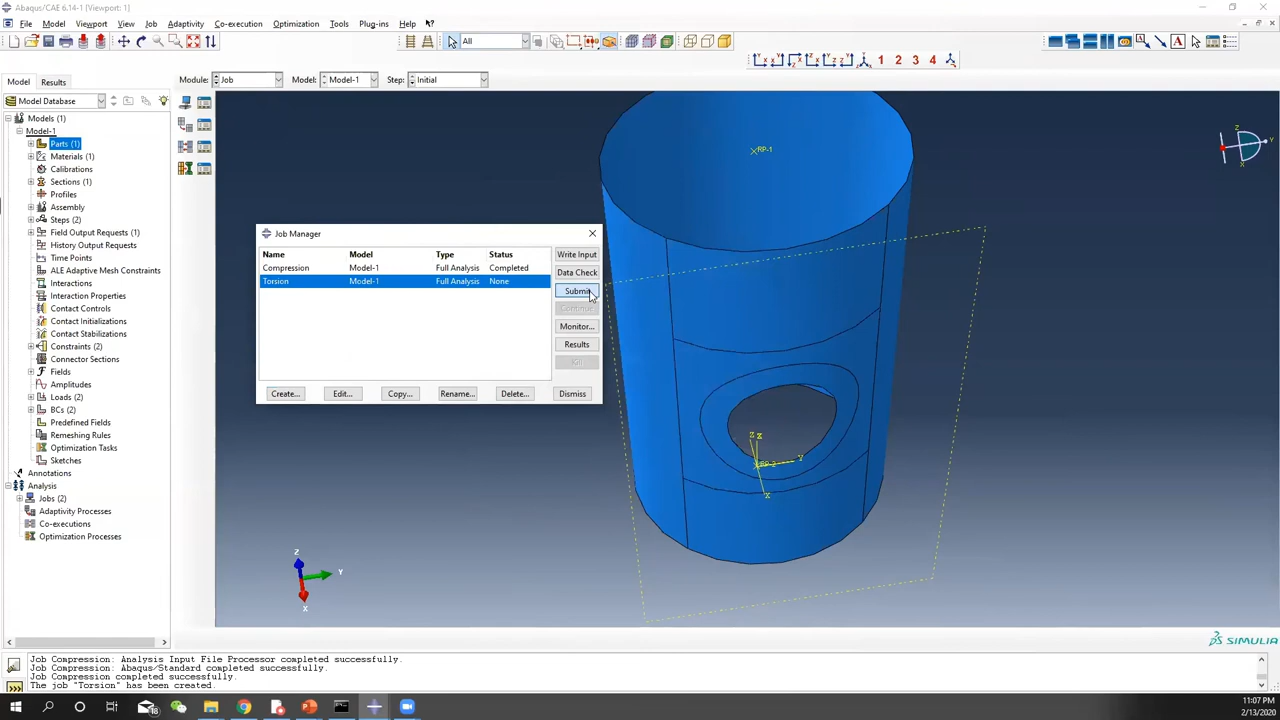 Abaqus/CAE 6.14-1 [Viewport: 1]
File Model Viewport View Job Adaptivity Co-execution Optimization Tools Plug-ins Help
All
1 2 3 4
Model Results
Module: Job Model: Model-1 Step: Initial
Model Database
Models (1)
Model-1
Parts (1)
Materials (1)
Calibrations
Sections (1)
Profiles
Assembly
Steps (2)
Field Output Requests (1)
History Output Requests
Time Points
ALE Adaptive Mesh Constraints
Interactions
Interaction Properties
Contact Controls
Contact Initializations
Contact Stabilizations
Constraints (2)
Connector Sections
Fields
Amplitudes
Loads (2)
BCs (2)
Predefined Fields
Remeshing Rules
Optimization Tasks
Sketches
Annotations
Analysis
Jobs (2)
Adaptivity Processes
Co-executions
Optimization Processes
Job Manager
Name Model Type Status
Compression Model-1 Full Analysis Completed
Torsion Model-1 Full Analysis None
Write Input
Data Check
Submit
Continue
Monitor...
Results
Kill
Create... Edit... Copy... Rename... Delete... Dismiss
RP-1
Z Z
Y
RP-2
X
Z
Y
X
Z
Y
X
SIMULIA
Job Compression: Analysis Input File Processor completed successfully.
Job Compression: Abaqus/Standard completed successfully.
Job Compression completed successfully.
The job "Torsion" has been created.
11:07 PM
2/13/2020